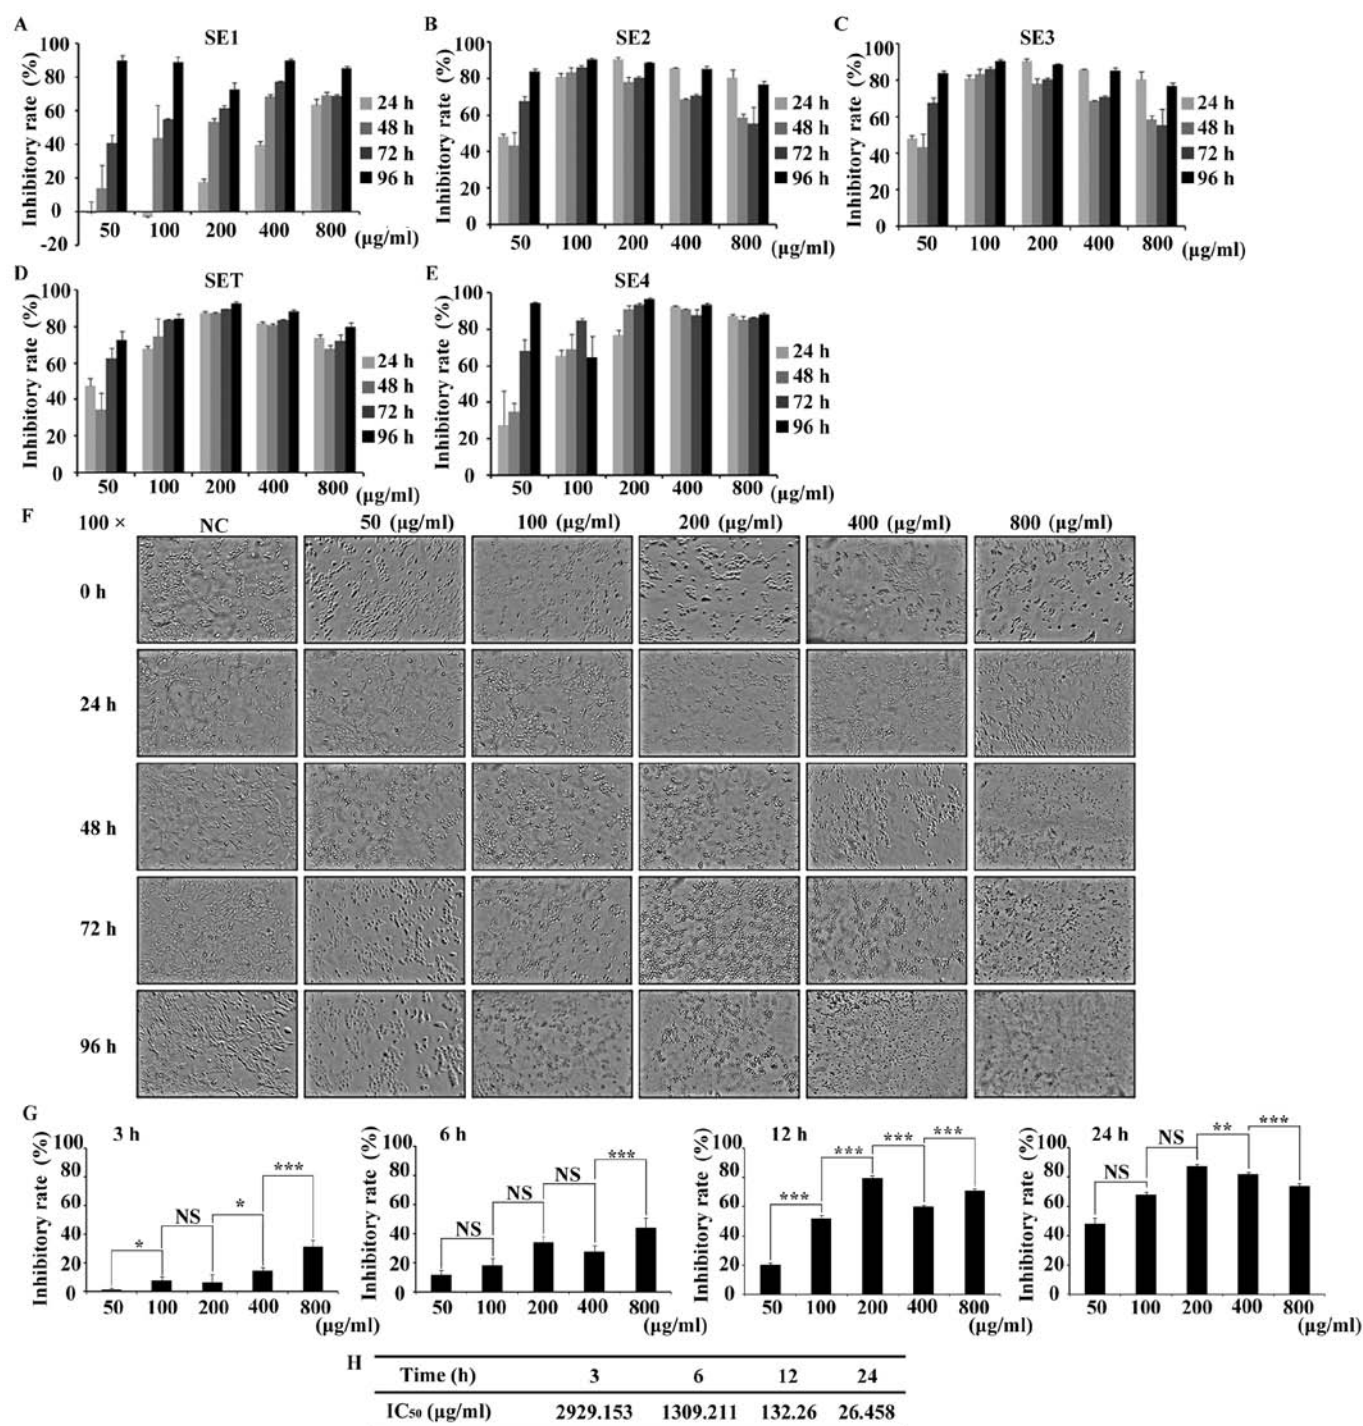 A
SE1
Inhibitory rate (%)
100
80
60
40
20
0
-20
50 100 200 400 800 (μg/ml)
24 h
48 h
72 h
96 h
B
SE2
Inhibitory rate (%)
100
80
60
40
20
0
50 100 200 400 800 (μg/ml)
24 h
48 h
72 h
96 h
C
SE3
Inhibitory rate (%)
100
80
60
40
20
0
50 100 200 400 800 (μg/ml)
24 h
48 h
72 h
96 h
D
SET
Inhibitory rate (%)
100
80
60
40
20
0
50 100 200 400 800 (μg/ml)
24 h
48 h
72 h
96 h
E
SE4
Inhibitory rate (%)
100
80
60
40
20
0
50 100 200 400 800 (μg/ml)
24 h
48 h
72 h
96 h
F
100 × NC 50 (μg/ml) 100 (μg/ml) 200 (μg/ml) 400 (μg/ml) 800 (μg/ml)
0 h
24 h
48 h
72 h
96 h
G
3 h
Inhibitory rate (%)
100
80
60
40
20
0
* NS * ***
50 100 200 400 800
(μg/ml)
6 h
Inhibitory rate (%)
100
80
60
40
20
0
NS NS NS ***
50 100 200 400 800
(μg/ml)
12 h
Inhibitory rate (%)
100
80
60
40
20
0
*** *** *** ***
50 100 200 400 800
(μg/ml)
24 h
Inhibitory rate (%)
100
80
60
40
20
0
NS NS ** ***
50 100 200 400 800
(μg/ml)
H
Time (h) 3 6 12 24
IC50 (μg/ml) 2929.153 1309.211 132.26 26.458